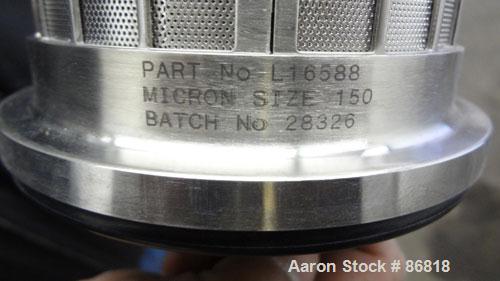 PART No L16588
MICRON SIZE 150
BATCH No 28326
Aaron Stock # 86818